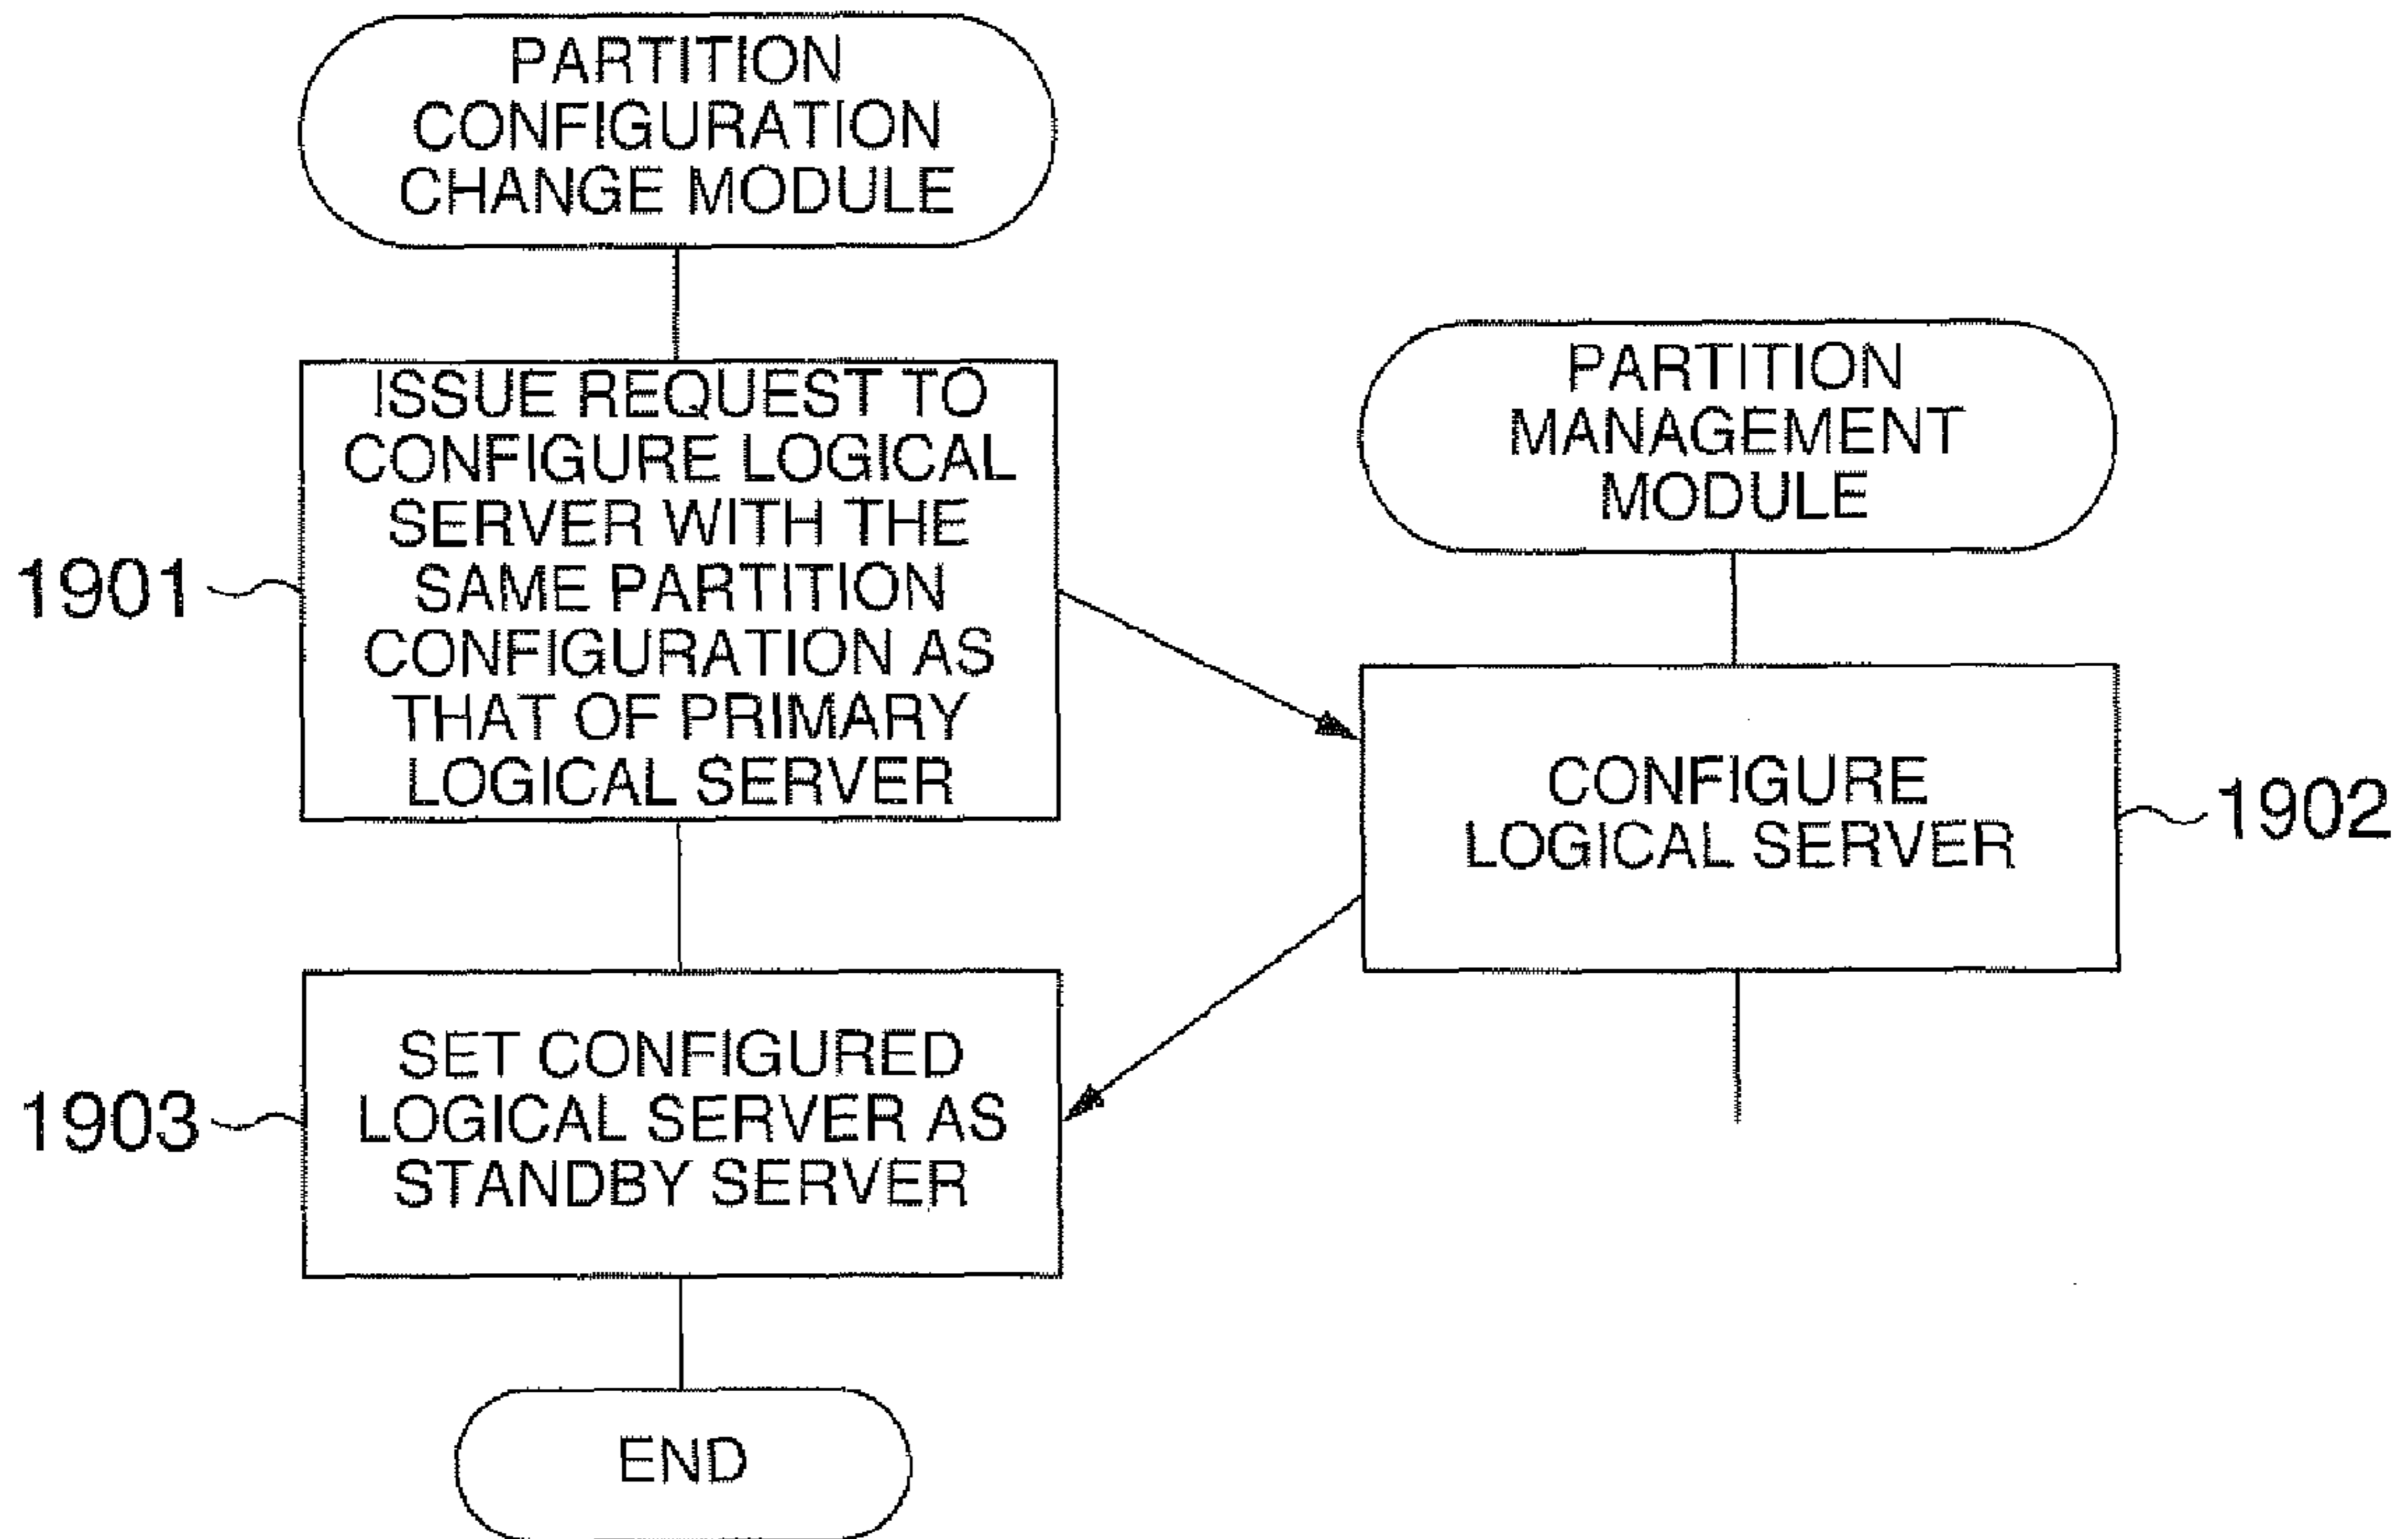 PARTITION
CONFIGURATION
CHANGE MODULE
1901
ISSUE REQUEST TO
CONFIGURE LOGICAL
SERVER WITH THE
SAME PARTITION
CONFIGURATION AS
THAT OF PRIMARY
LOGICAL SERVER
PARTITION
MANAGEMENT
MODULE
CONFIGURE
LOGICAL SERVER
1902
1903
SET CONFIGURED
LOGICAL SERVER AS
STANDBY SERVER
END